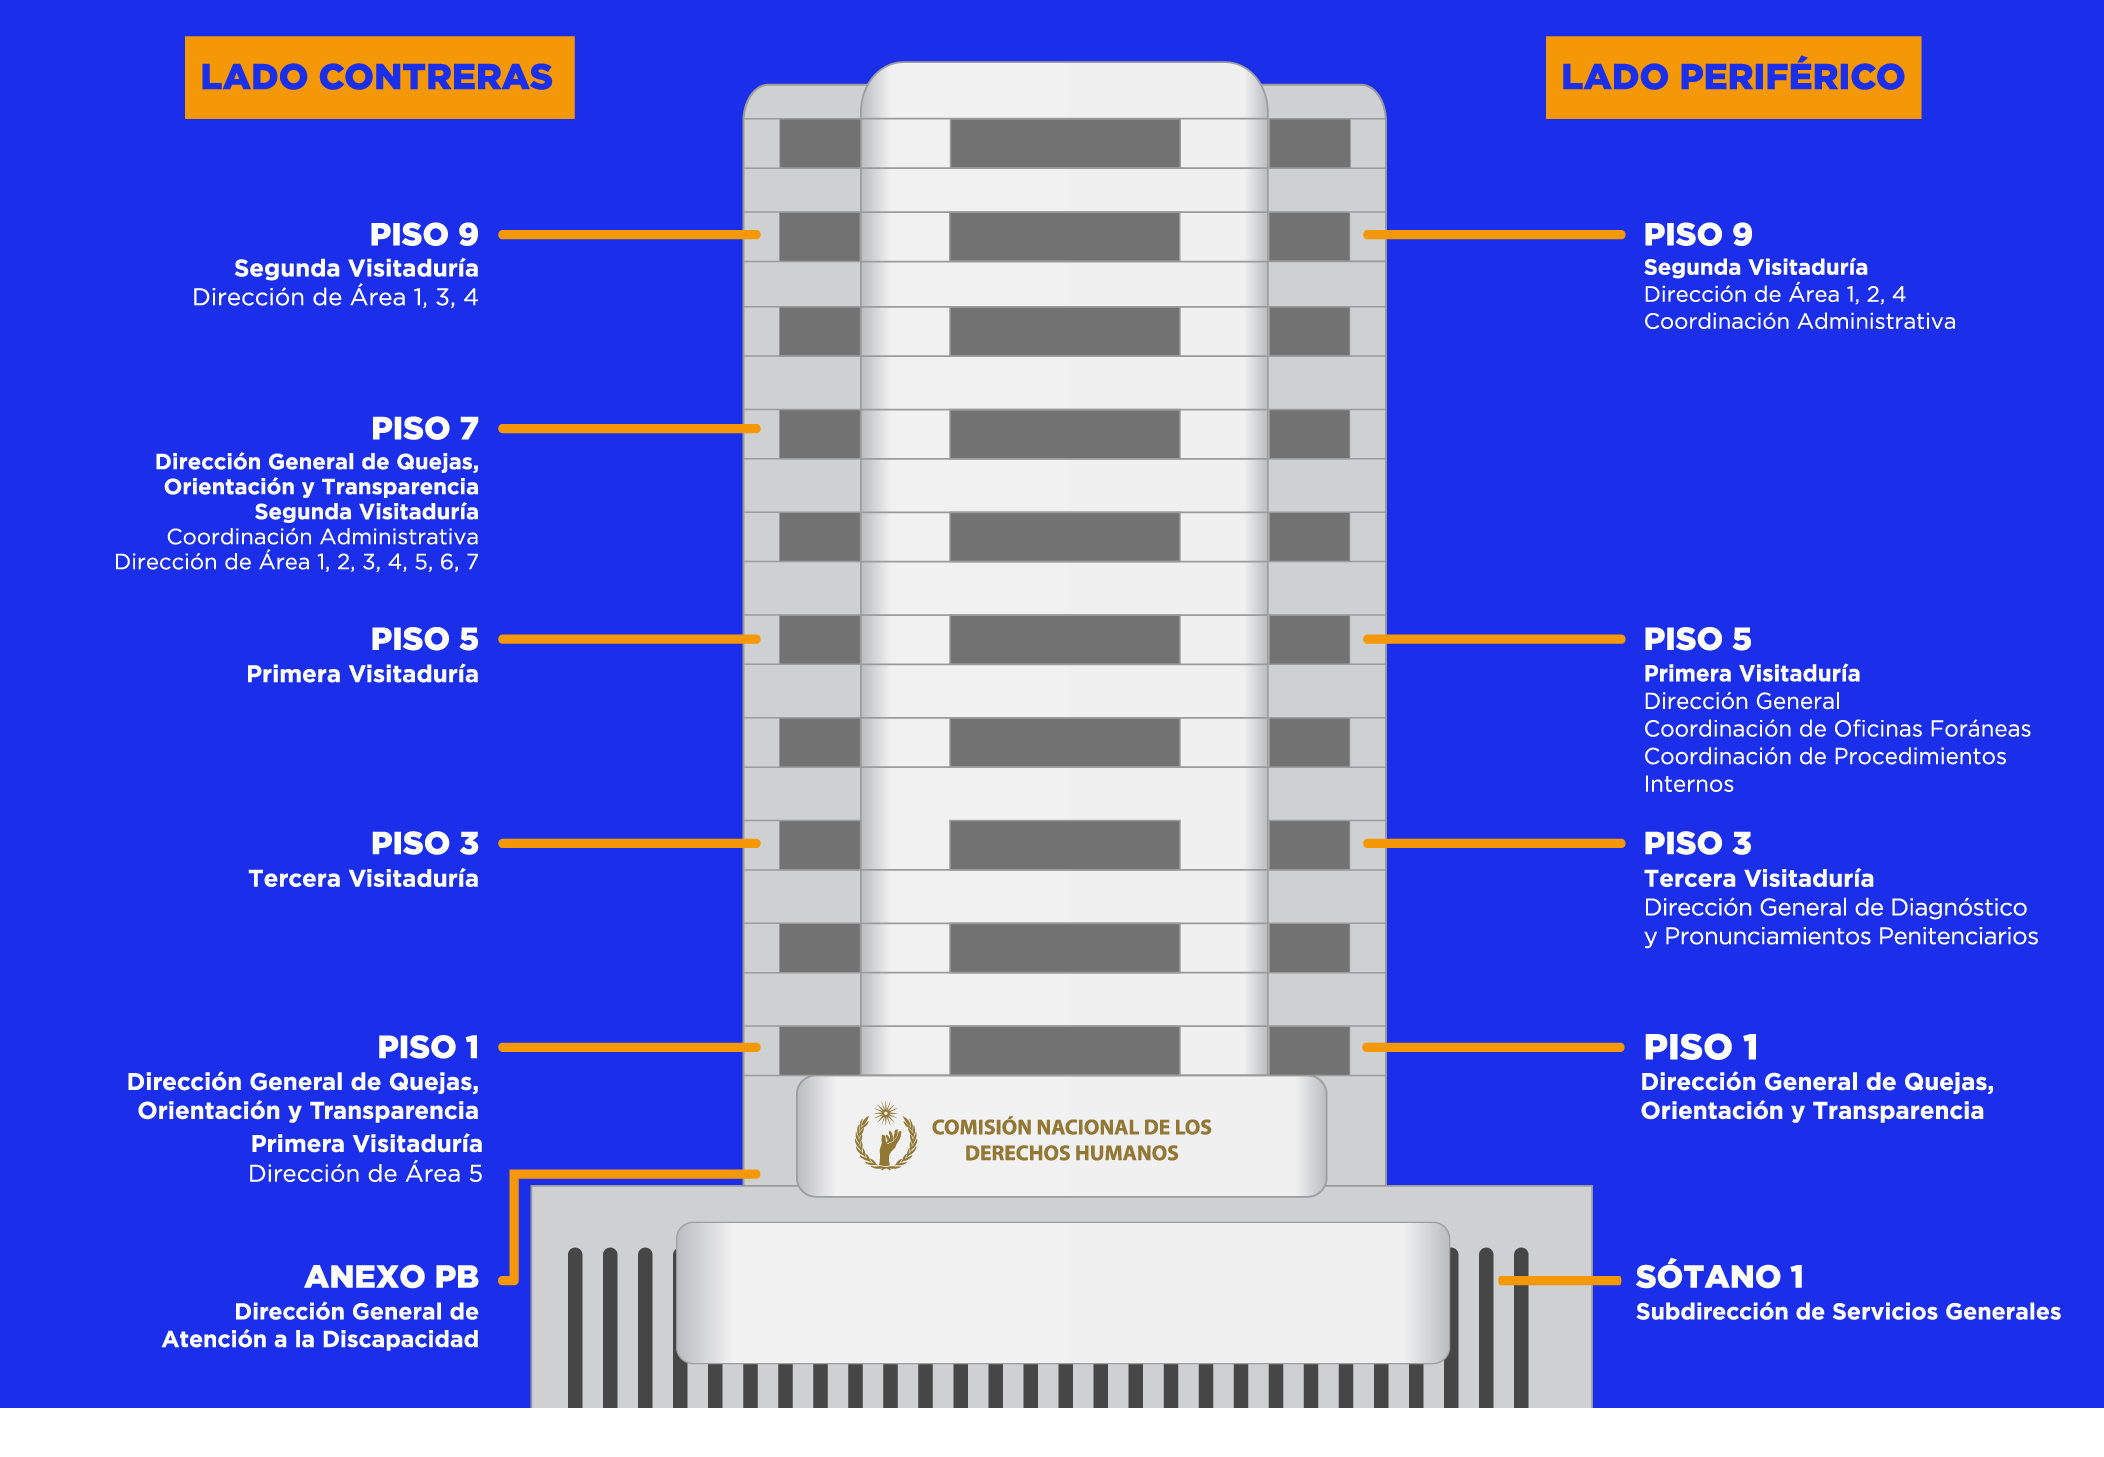 LADO CONTRERAS
PISO 9
Segunda Visitaduría
Dirección de Área 1, 3, 4
PISO 7
Dirección General de Quejas,
Orientación y Transparencia
Segunda Visitaduría
Coordinación Administrativa
Dirección de Área 1, 2, 3, 4, 5, 6, 7
PISO 5
Primera Visitaduría
PISO 3
Tercera Visitaduría
PISO 1
Dirección General de Quejas,
Orientación y Transparencia
Primera Visitaduría
Dirección de Área 5
ANEXO PB
Dirección General de
Atención a la Discapacidad
COMISIÓN NACIONAL DE LOS
DERECHOS HUMANOS
LADO PERIFÉRICO
PISO 9
Segunda Visitaduría
Dirección de Área 1, 2, 4
Coordinación Administrativa
PISO 5
Primera Visitaduría
Dirección General
Coordinación de Oficinas Foráneas
Coordinación de Procedimientos
Internos
PISO 3
Tercera Visitaduría
Dirección General de Diagnóstico
y Pronunciamientos Penitenciarios
PISO 1
Dirección General de Quejas,
Orientación y Transparencia
SÓTANO 1
Subdirección de Servicios Generales